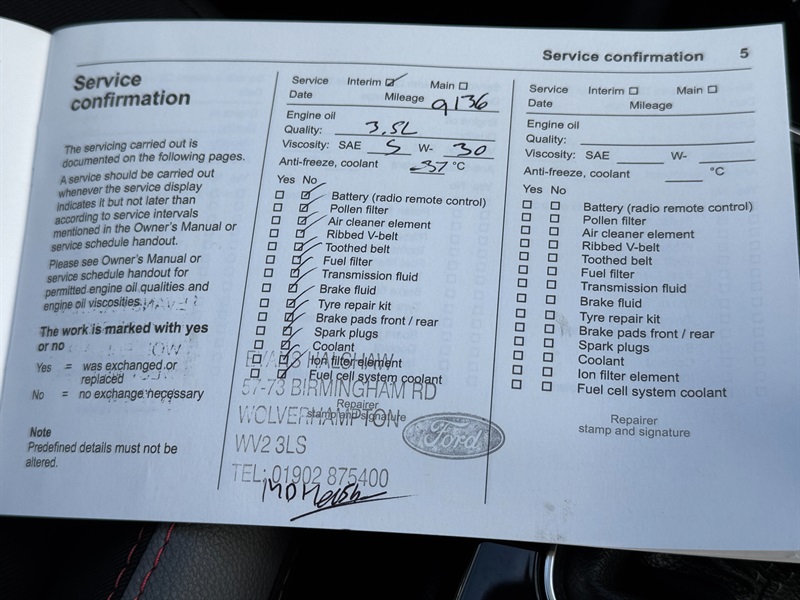 Service confirmation 5
Service
confirmation
The servicing carried out is
documented on the following pages.
A service should be carried out
whenever the service display
indicates it but not later than
according to service intervals
mentioned in the Owner's Manual or
service schedule handout.
Please see Owner's Manual or
service schedule handout for
permitted engine oil qualities and
engine oil viscosities.
The work is marked with yes
or no
Yes = was exchanged or
replaced
No = no exchange necessary
Note
Predefined details must not be
altered.
Service Interim Main
Date Mileage 9136
Engine oil
Quality: 3.5L
Viscosity: SAE 5 W- 30
Anti-freeze, coolant -37 °C
Yes No
Battery (radio remote control)
Pollen filter
Air cleaner element
Ribbed V-belt
Toothed belt
Fuel filter
Transmission fluid
Brake fluid
Tyre repair kit
Brake pads front / rear
Spark plugs
Coolant
Ion filter element
Fuel cell system coolant
Repairer
stamp and signature
EVANS HALSHAW
57-73 BIRMINGHAM RD
WOLVERHAMPTON
WV2 3LS
TEL: 01902 875400
Ford
Service Interim Main
Date Mileage
Engine oil
Quality:
Viscosity: SAE W-
Anti-freeze, coolant °C
Yes No
Battery (radio remote control)
Pollen filter
Air cleaner element
Ribbed V-belt
Toothed belt
Fuel filter
Transmission fluid
Brake fluid
Tyre repair kit
Brake pads front / rear
Spark plugs
Coolant
Ion filter element
Fuel cell system coolant
Repairer
stamp and signature